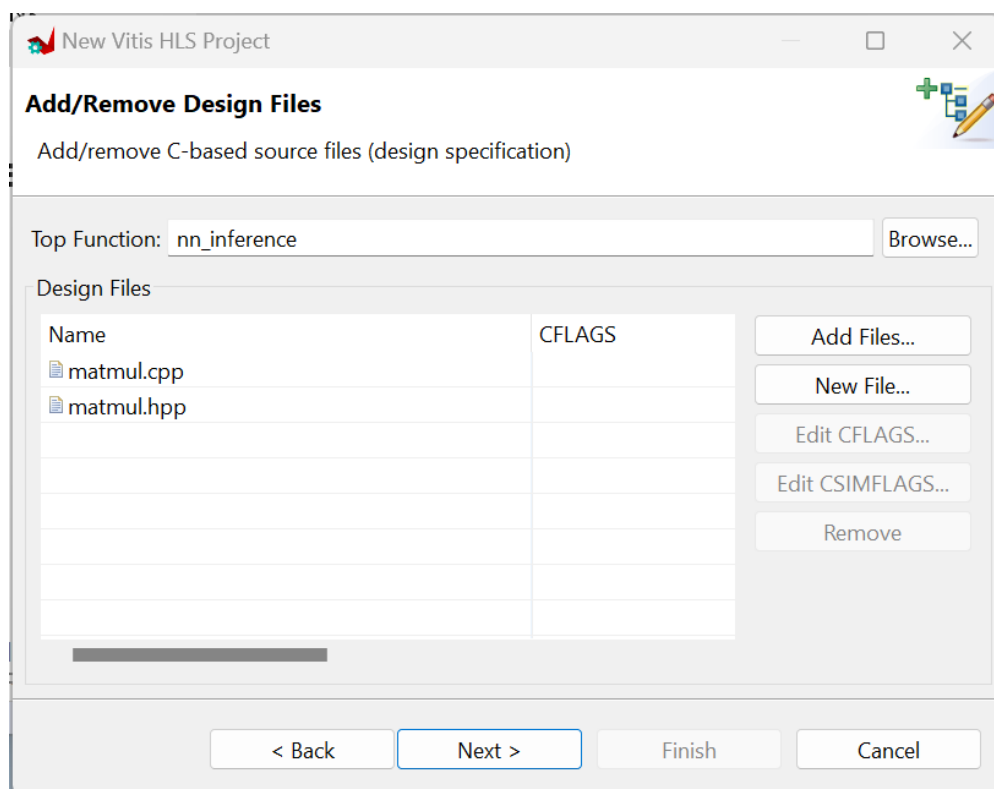 New Vitis HLS Project
Add/Remove Design Files
Add/remove C-based source files (design specification)
Top Function: nn_inference Browse...
Design Files
Name CFLAGS
Add Files...
matmul.cpp
New File...
matmul.hpp
Edit CFLAGS...
Edit CSIMFLAGS...
Remove
< Back Next > Finish Cancel